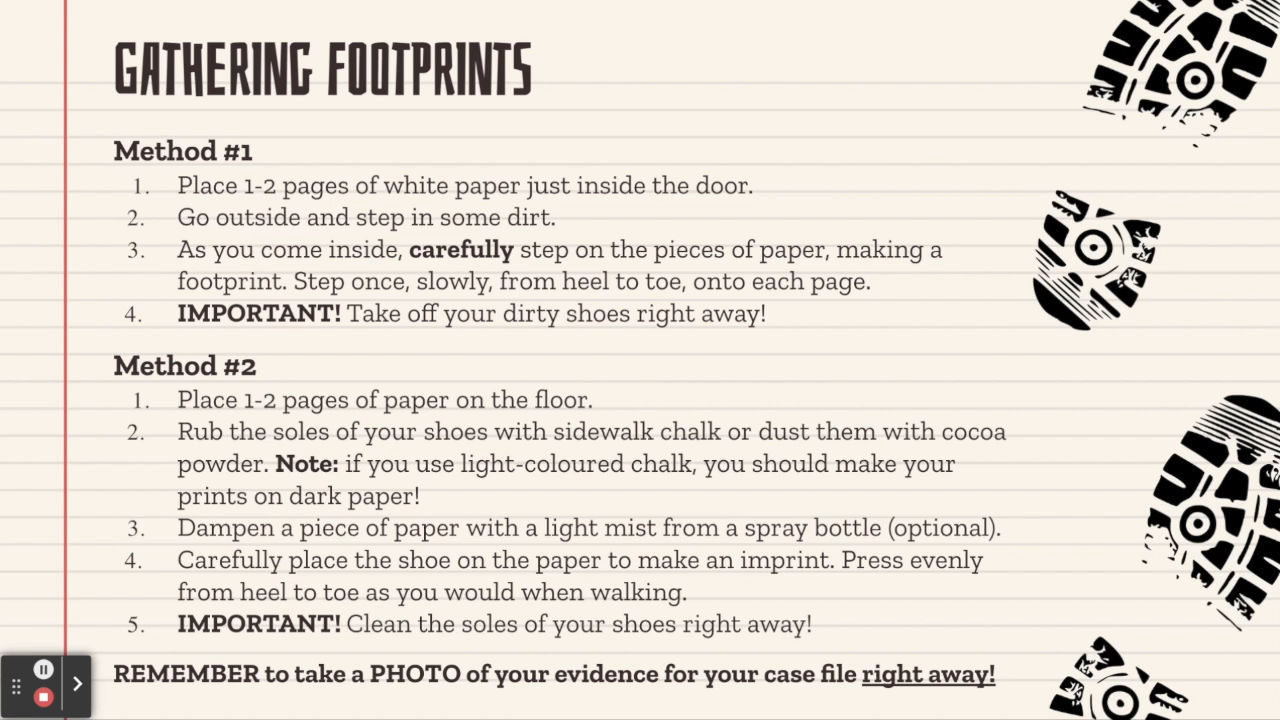 GATHERING FOOTPRINTS
Method #1
1. Place 1-2 pages of white paper just inside the door.
2. Go outside and step in some dirt.
3. As you come inside, carefully step on the pieces of paper, making a
footprint. Step once, slowly, from heel to toe, onto each page.
4. IMPORTANT! Take off your dirty shoes right away!
Method #2
1. Place 1-2 pages of paper on the floor.
2. Rub the soles of your shoes with sidewalk chalk or dust them with cocoa
powder. Note: if you use light-coloured chalk, you should make your
prints on dark paper!
3. Dampen a piece of paper with a light mist from a spray bottle (optional).
4. Carefully place the shoe on the paper to make an imprint. Press evenly
from heel to toe as you would when walking.
5. IMPORTANT! Clean the soles of your shoes right away!
REMEMBER to take a PHOTO of your evidence for your case file right away!